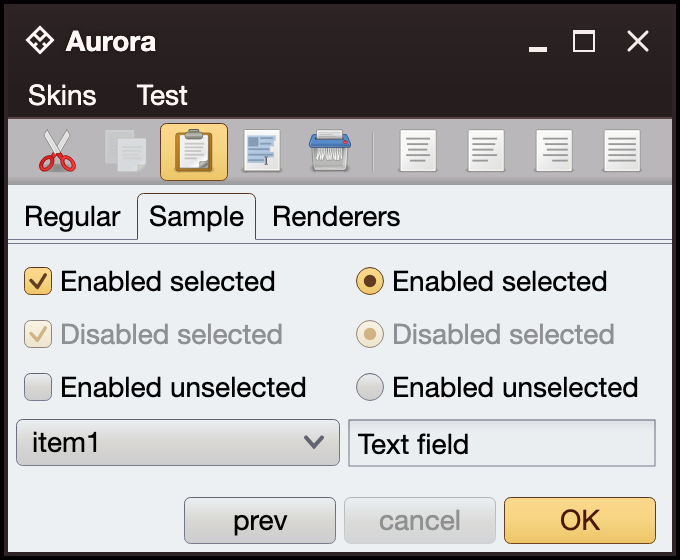 Aurora
Skins Test
Regular Sample Renderers
Enabled selected Enabled selected
Disabled selected Disabled selected
Enabled unselected Enabled unselected
item1 Text field
prev cancel OK